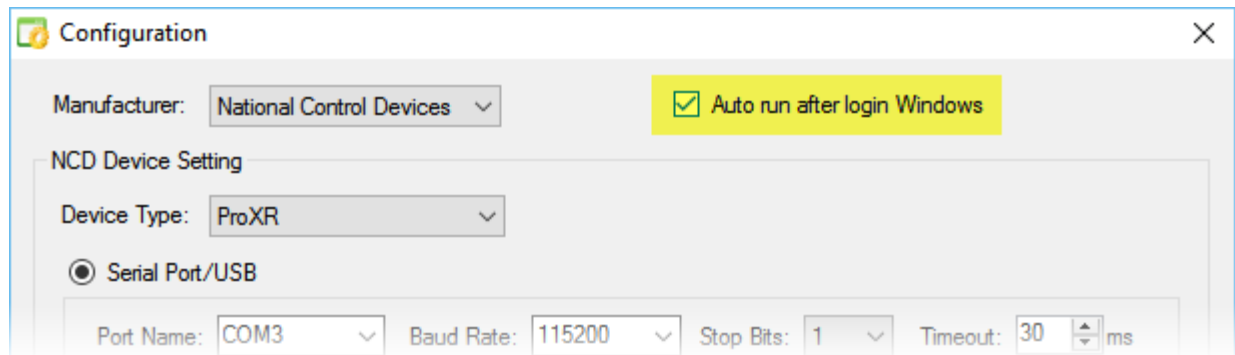 Configuration
Manufacturer: National Control Devices Auto run after login Windows
NCD Device Setting
Device Type: ProXR
Serial Port/USB
Port Name: COM3 Baud Rate: 115200 Stop Bits: 1 Timeout: 30 ms